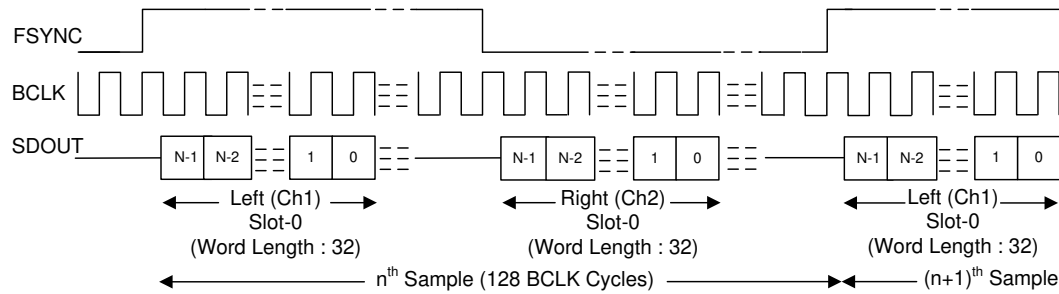 FSYNC
BCLK
SDOUT
N-1 N-2 1 0 N-1 N-2 1 0 N-1 N-2 1 0
Left (Ch1) Right (Ch2) Left (Ch1)
Slot-0 Slot-0 Slot-0
(Word Length : 32) (Word Length : 32) (Word Length : 32)
nth Sample (128 BCLK Cycles) (n+1)th Sample